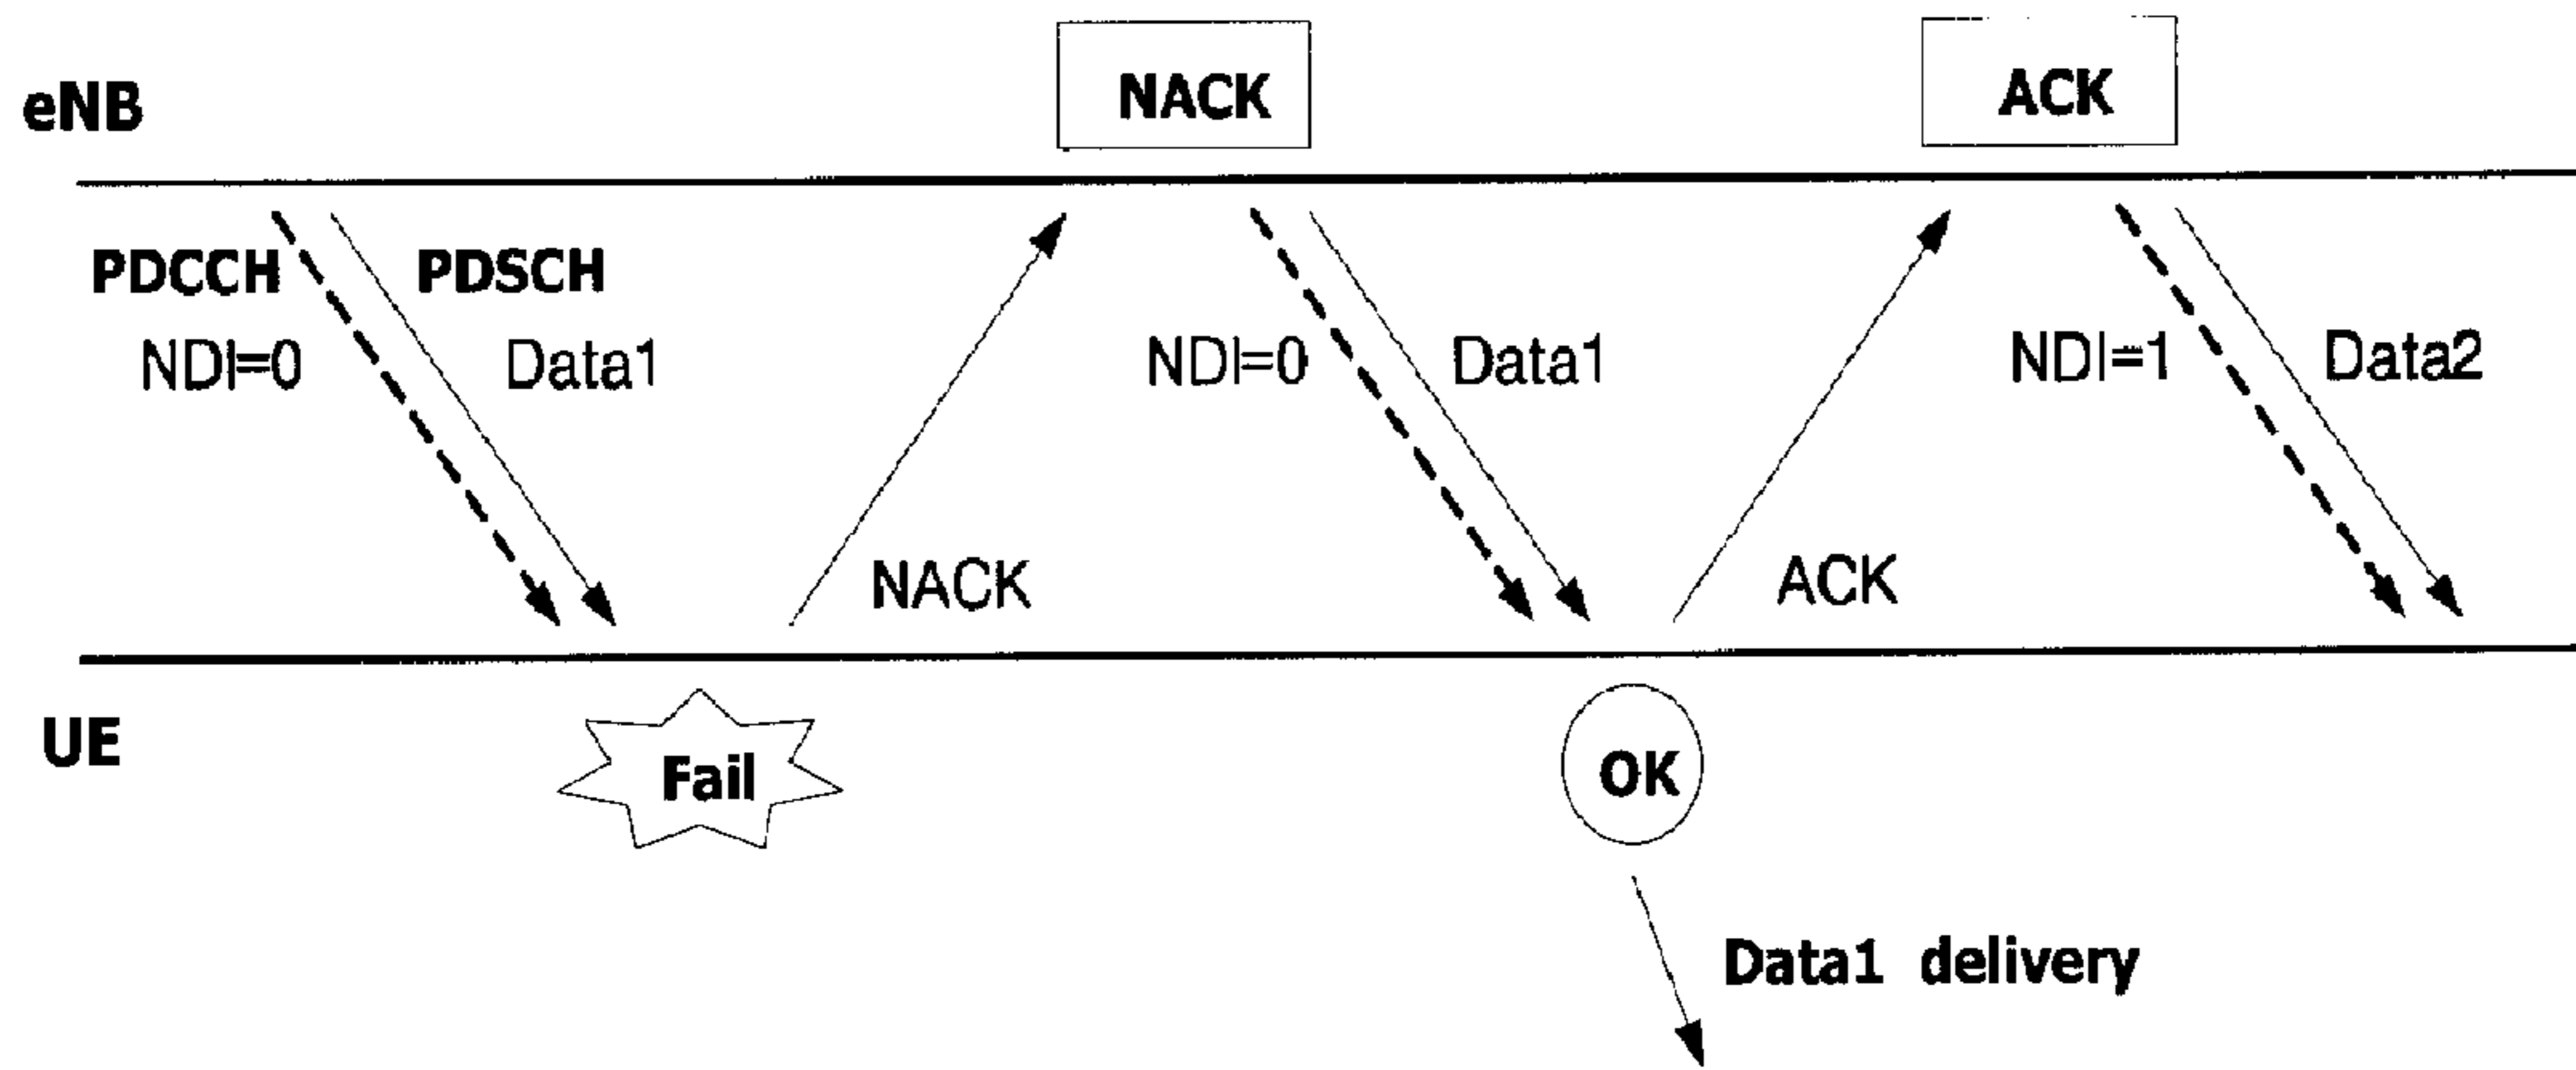 NACK
ACK
eNB
PDCCH
PDSCH
NDI=0
Data1
NDI=0
Data1
NDI=1
Data2
NACK
ACK
UE
Fail
OK
Data1 delivery